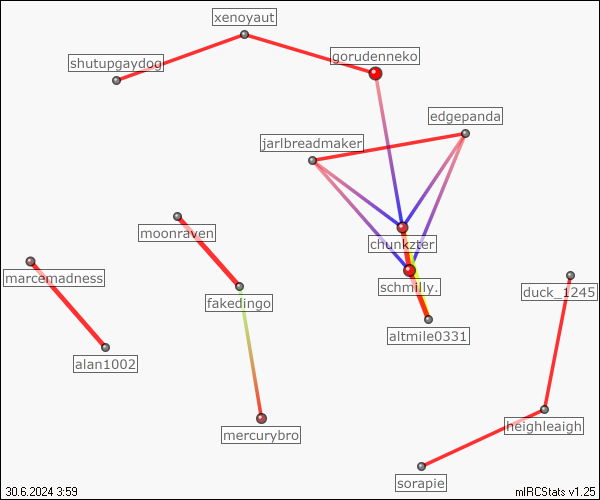 xenoyaut
gorudenneko
shutupgaydog
edgepanda
jarlbreadmaker
moonraven
chunkzter
marcemadness
schmilly.
duck_1245
fakedingo
altmile0331
alan1002
heighleaigh
mercurybro
sorapie
30.6.2024 3:59
mIRCStats v1.25